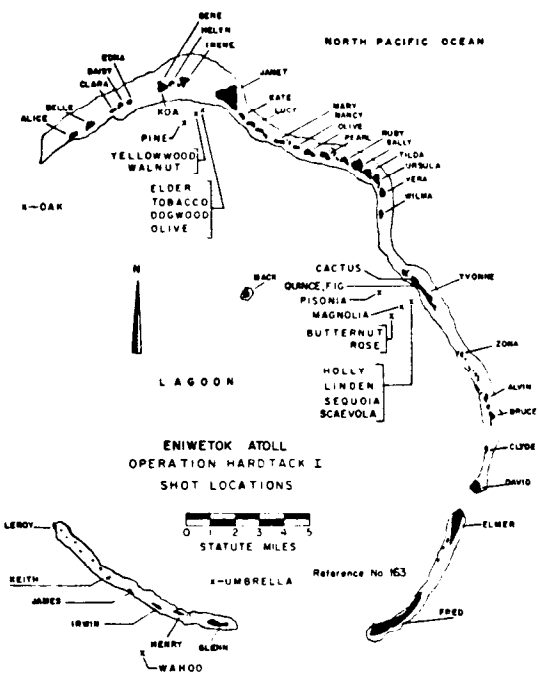 GENE
HELEN
IRENE
NORTH PACIFIC OCEAN
EDNA
DAISY
CLARA
BELLE
ALICE
KOA
JANET
KATE
LUCY
PINE
YELLOWWOOD
WALNUT
MARY
NANCY
OLIVE
PEARL
RUBY
SALLY
TILDA
URSULA
VERA
WILMA
ELDER
TOBACCO
DOGWOOD
OLIVE
X-OAK
N
MACK
CACTUS
QUINCE, FIG
PISONIA
MAGNOLIA
BUTTERNUT
ROSE
YVONNE
HOLLY
LINDEN
SEQUOIA
SCAEVOLA
ZONA
ALVIN
BRUCE
CLYDE
DAVID
LAGOON
ENIWETOK ATOLL
OPERATION HARDTACK I
SHOT LOCATIONS
0 1 2 3 4 5
STATUTE MILES
LEROY
KEITH
JAMES
IRWIN
HENRY
GLENN
X-UMBRELLA
Reference No 1163
ELMER
FRED
X
WAHOO